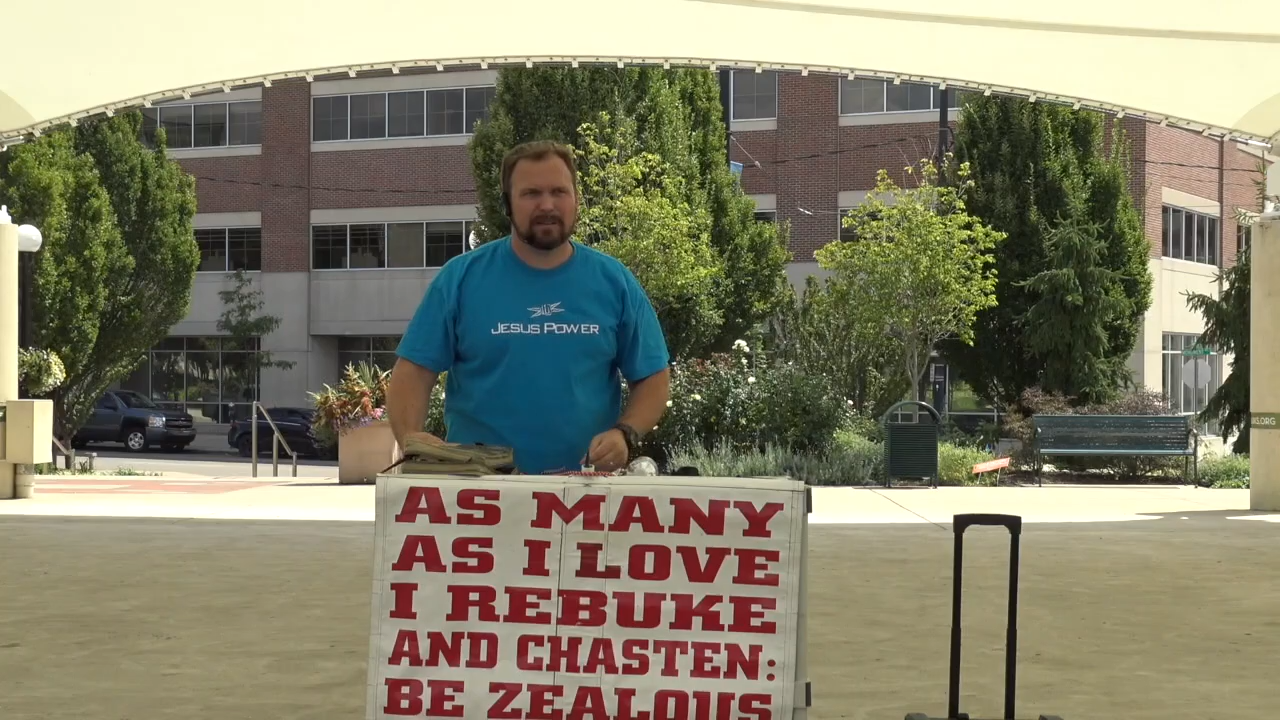 JESUS POWER
AS MANY
AS I LOVE
I REBUKE
AND CHASTEN:
BE ZEALOUS